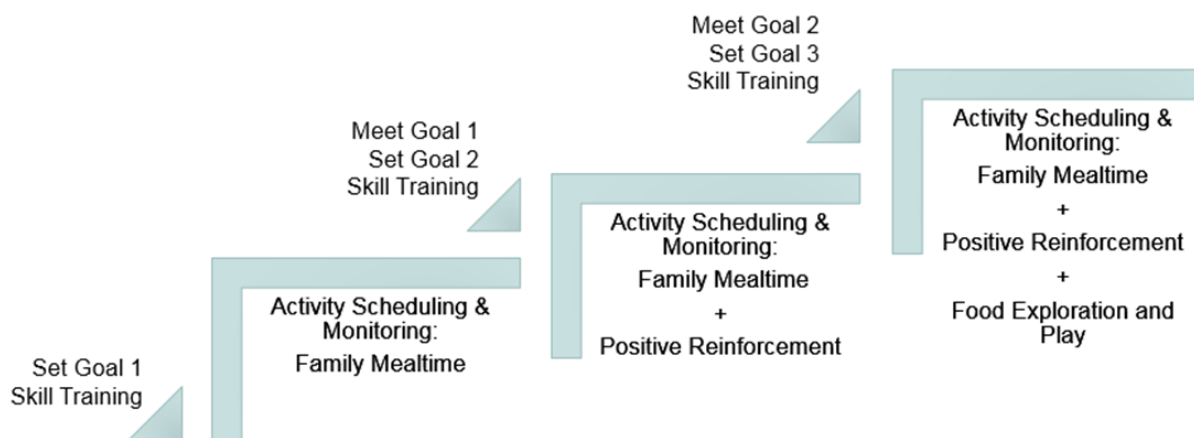 Set Goal 1
Skill Training
Activity Scheduling &
Monitoring:
Family Mealtime
Meet Goal 1
Set Goal 2
Skill Training
Activity Scheduling &
Monitoring:
Family Mealtime
+
Positive Reinforcement
Meet Goal 2
Set Goal 3
Skill Training
Activity Scheduling &
Monitoring:
Family Mealtime
+
Positive Reinforcement
+
Food Exploration and
Play